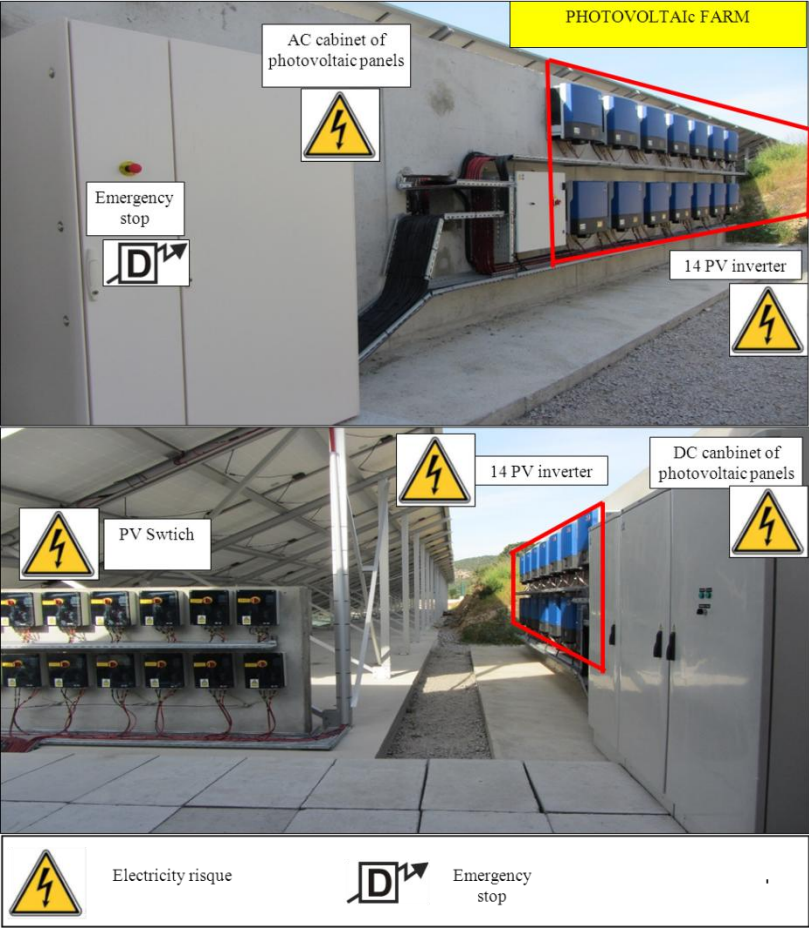 PHOTOVOLTAIc FARM
AC cabinet of
photovoltaic panels
Emergency
stop
D
14 PV inverter
14 PV inverter
DC canbinet of
photovoltaic panels
PV Swtich
Electricity risque
D
Emergency
stop
'